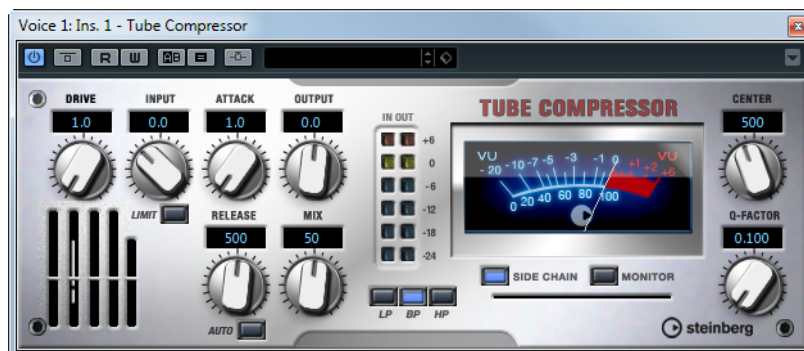 Voice 1: Ins. 1 - Tube Compressor
R W AB
DRIVE INPUT ATTACK OUTPUT
1.0 0.0 1.0 0.0
IN OUT
+6
0
-6
-12
-18
-24
TUBE COMPRESSOR
VU VU
- 20 -10 -7 -5 -3 -1 0 +1 +2 +6
0 20 40 60 80 100
CENTER
500
LIMIT
RELEASE MIX
500 50
AUTO
LP BP HP
SIDE CHAIN MONITOR
Q-FACTOR
0.100
steinberg